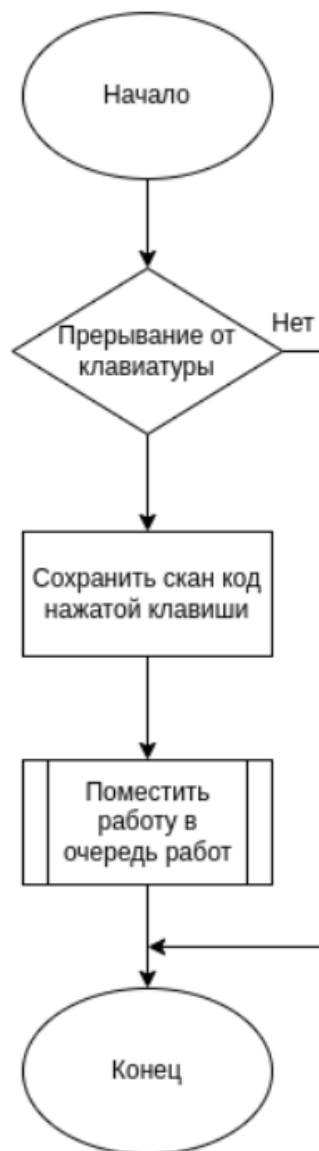 Начало
Прерывание от
клавиатуры
Нет
Сохранить скан код
нажатой клавиши
Поместить
работу в
очередь работ
Конец